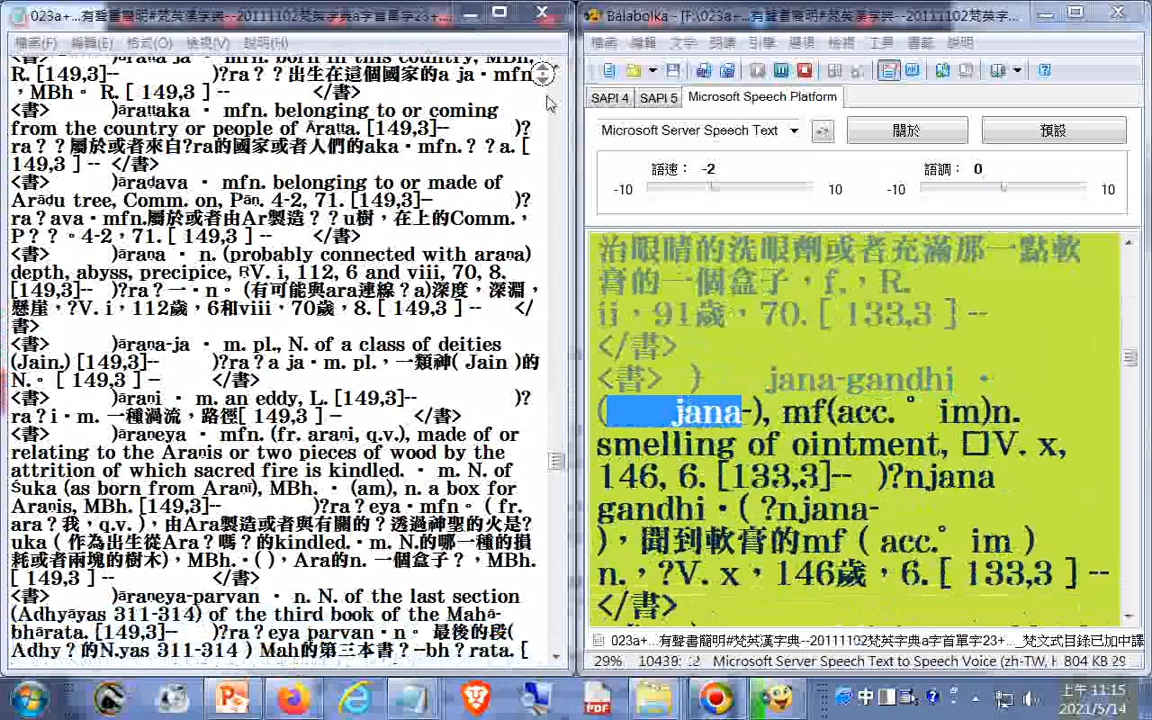 023a+...有聲書簡明#梵英漢字典--20111102梵英字典a字首單字23+...
檔案(F) 編輯(E) 格式(O) 檢視(V) 說明(H)
)āraṭṭa ja · mfn. born in this country, MBh,
R. [149,3]-- )?ra? ?出生在這個國家的a ja · mfn
，MBh。 R. [ 149,3 ] -- </書>
<書> )āraṭṭaka · mfn. belonging to or coming
from the country or people of Āraṭṭa. [149,3]-- )?
ra? ?屬於或者來自?ra的國家或者人們的aka · mfn.? ?a. [
149,3 ] -- </書>
<書> )āraḍava · mfn. belonging to or made of
Araḍu tree, Comm. on, Pāṇ. 4-2, 71. [149,3]-- )?
ra?ava · mfn.屬於或者由Ar製造? ?u樹，在上的Comm.，
P? ?。4-2，71. [ 149,3 ] -- </書>
<書> )āraṇa · n. (probably connected with araṇa)
depth, abyss, precipice, RV. i, 112, 6 and viii, 70, 8.
[149,3]-- )?ra?一 · n。 (有可能與ara連線?a)深度，深淵，
懸崖，?V. i，112歲，6和viii，70歲，8. [ 149,3 ] -- </
書>
<書> )āraṇa-ja · m. pl., N. of a class of deities
(Jain.) [149,3]-- )?ra?a ja · m. pl.，一類神( Jain )的
N.。 [ 149,3 ] -- </書>
<書> )āraṇi · m. an eddy, L. [149,3]-- )?
ra?i · m. 一種渦流，路徑[ 149,3 ] -- </書>
<書> )āraṇeya · mfn. (fr. araṇi, q.v.), made of or
relating to the Araṇis or two pieces of wood by the
attrition of which sacred fire is kindled. · m. N. of
Śuka (as born from Araṇi), MBh. · (am), n. a box for
Araṇis, MBh. [149,3]-- )?ra?eya · mfn。 ( fr.
ara?我，q.v. )，由Ara製造或者與有關的?透過神聖的火是?
uka ( 作為出生從Ara?嗎?的kindled. · m. N.的哪一種的損
耗或者兩塊的樹木)，MBh. · ( )，Ara的n. 一個盒子?，MBh.
[ 149,3 ] -- </書>
<書> )āraṇeya-parvan · n. N. of the last section
(Adhyāyas 311-314) of the third book of the Mahā-
bhārata. [149,3]-- )?ra?eya parvan · n。 最後的段(
Adhy?的N.yas 311-314 ) Mah的第三本書?-bh?rata. [
Balabolka - [F:\023a+...有聲書簡明#梵英漢字典--20111102梵英字...
檔案 編輯 文字 朗讀 引擎 選項 檢視 工具 書籤 說明
SAPI 4 SAPI 5 Microsoft Speech Platform
Microsoft Server Speech Text 關於 預設
語速： -2 語調： 0
-10 10 -10 10
治眼睛的洗眼劑或者充滿那一點軟
膏的一個盒子，f.，R.
ii，91歲，70. [ 133,3 ] --
</書>
<書> ) jana-gandhi ·
( jana-), mf(acc. ° im)n.
smelling of ointment, □V. x,
146, 6. [133,3]-- )?njana
gandhi · ( ?njana-
)，聞到軟膏的mf ( acc.° im )
n.，?V. x，146歲，6. [ 133,3 ] --
</書>
023a+...有聲書簡明#梵英漢字典--20111102梵英字典a字首單字23+..._梵文式目錄已加中譯
29% 10439: Microsoft Server Speech Text to Speech Voice (zh-TW, H 804 KB 29
中
上午 11:15
2021/5/14